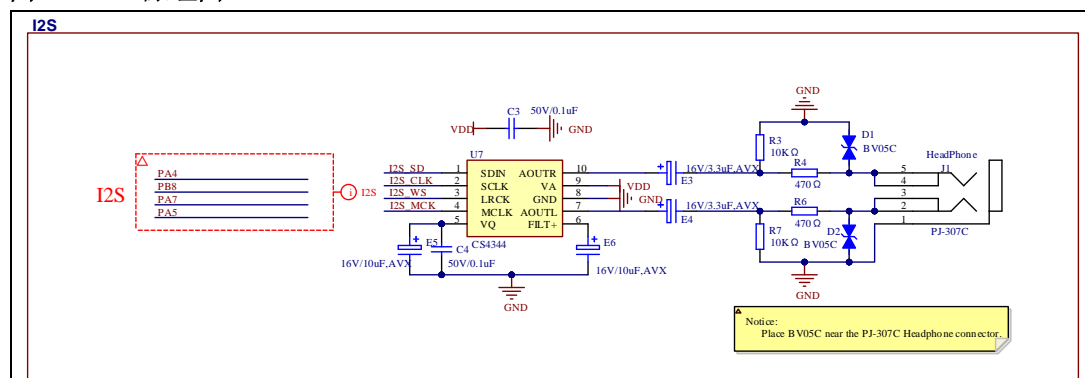 I2S
I2S
PA4
PB8
PA7
PA5
1
I2S
VDD
C3
50V/0.1uF
GND
U7
I2S_SD
I2S_CLK
I2S_WS
I2S_MCK
1
2
3
4
5
SDIN
SCLK
LRCK
MCLK
VQ
AOUTR
VA
GND
AOUTL
FILT+
10
9
8
7
6
CS4344
VDD
GND
E5
16V/10uF,AVX
C4
50V/0.1uF
E6
16V/10uF,AVX
GND
16V/3.3uF,AVX
E3
16V/3.3uF,AVX
E4
GND
R3
10KΩ
R4
470Ω
D1
BV05C
R6
470Ω
R7
10KΩ
D2
BV05C
GND
HeadPhone
J1
5
4
3
2
1
PJ-307C
Notice:
Place BV05C near the PJ-307C Headphone connector.